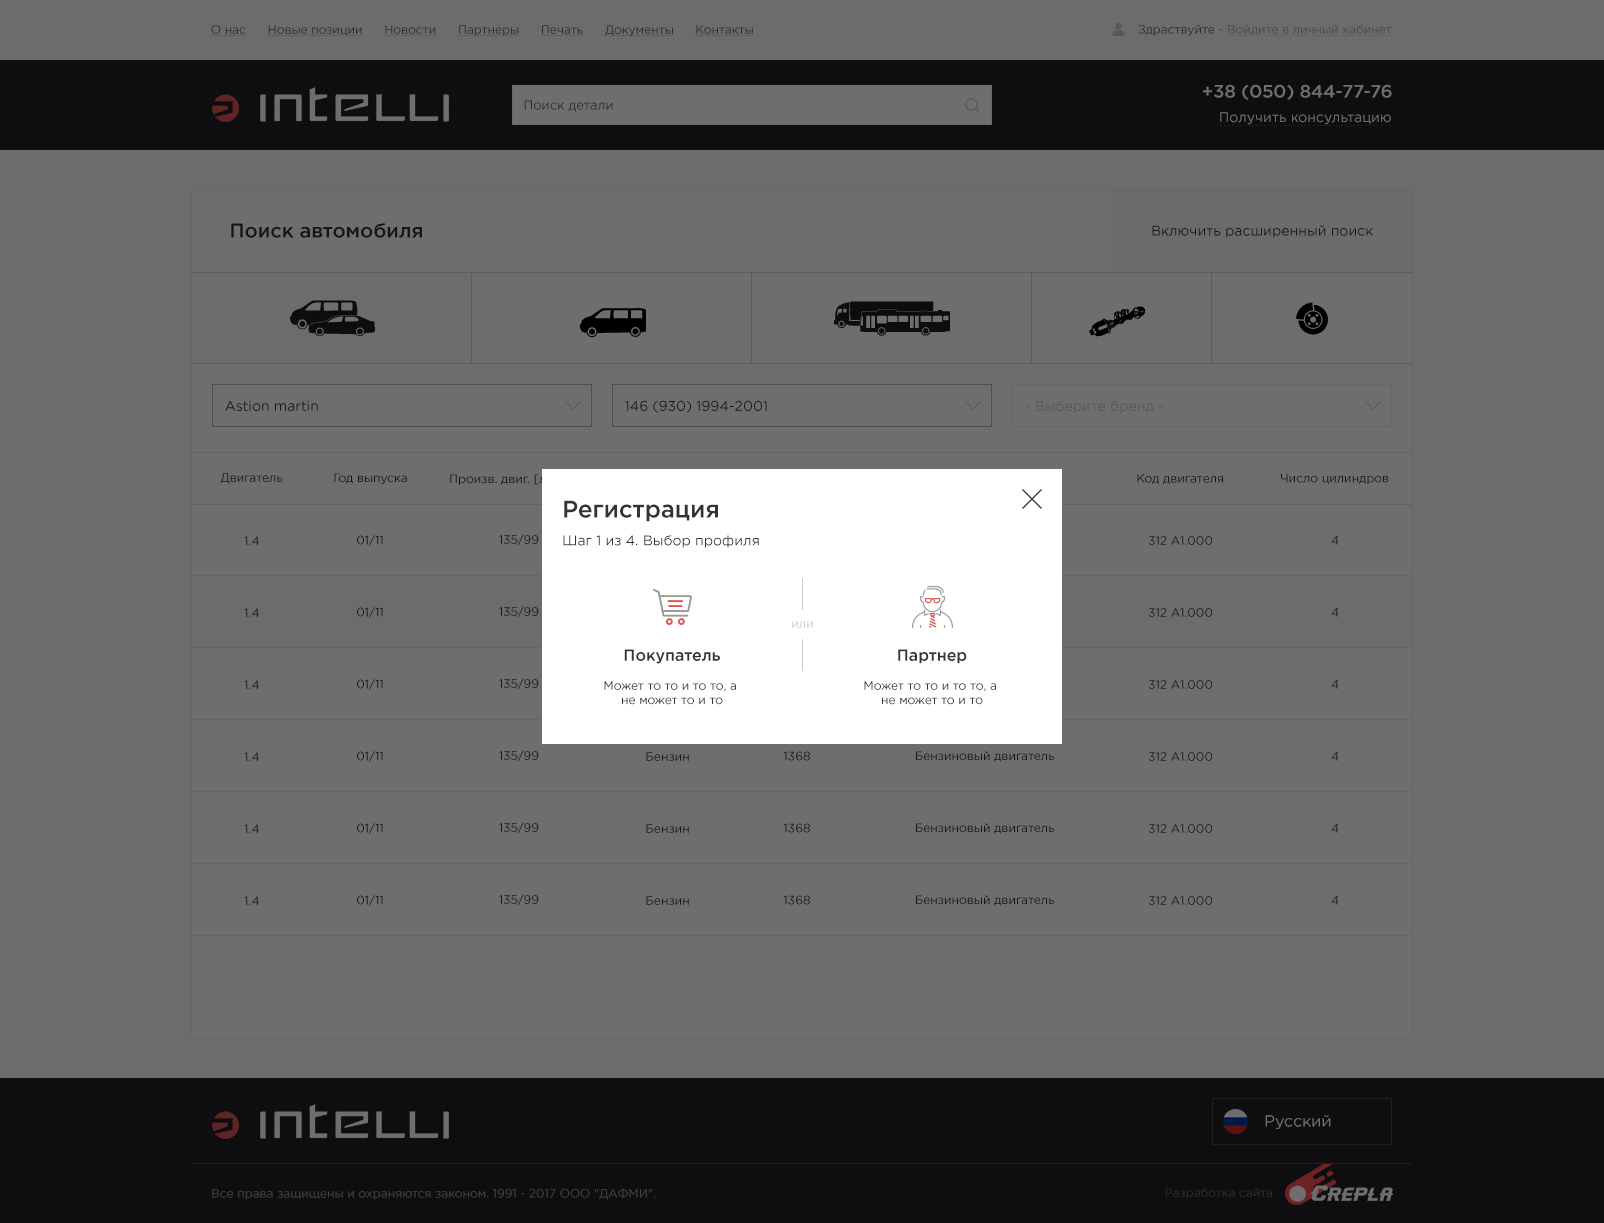 О нас Новые позиции Новости Партнеры Печать Документы Контакты Здраствуйте - Войдите в личный кабинет
INTELLI Поиск детали +38 (050) 844-77-76
Получить консультацию
Поиск автомобиля Включить расширенный поиск
Astion martin 146 (930) 1994-2001 - Выберите бренд -
Двигатель Год выпуска Произв. двиг. Код двигателя Число цилиндров
Регистрация
Шаг 1 из 4. Выбор профиля
1.4 01/11 135/99 312 А1.000 4
1.4 01/11 135/99 312 А1.000 4
или
Покупатель Партнер
1.4 01/11 135/99 312 А1.000 4
Может то то и то то, а
не может то и то
Может то то и то то, а
не может то и то
1.4 01/11 135/99 Бензин 1368 Бензиновый двигатель 312 А1.000 4
1.4 01/11 135/99 Бензин 1368 Бензиновый двигатель 312 А1.000 4
1.4 01/11 135/99 Бензин 1368 Бензиновый двигатель 312 А1.000 4
INTELLI Русский
Все права защищены и охраняются законом. 1991 - 2017 ООО "ДАФМИ". Разработка сайта: CREPLA